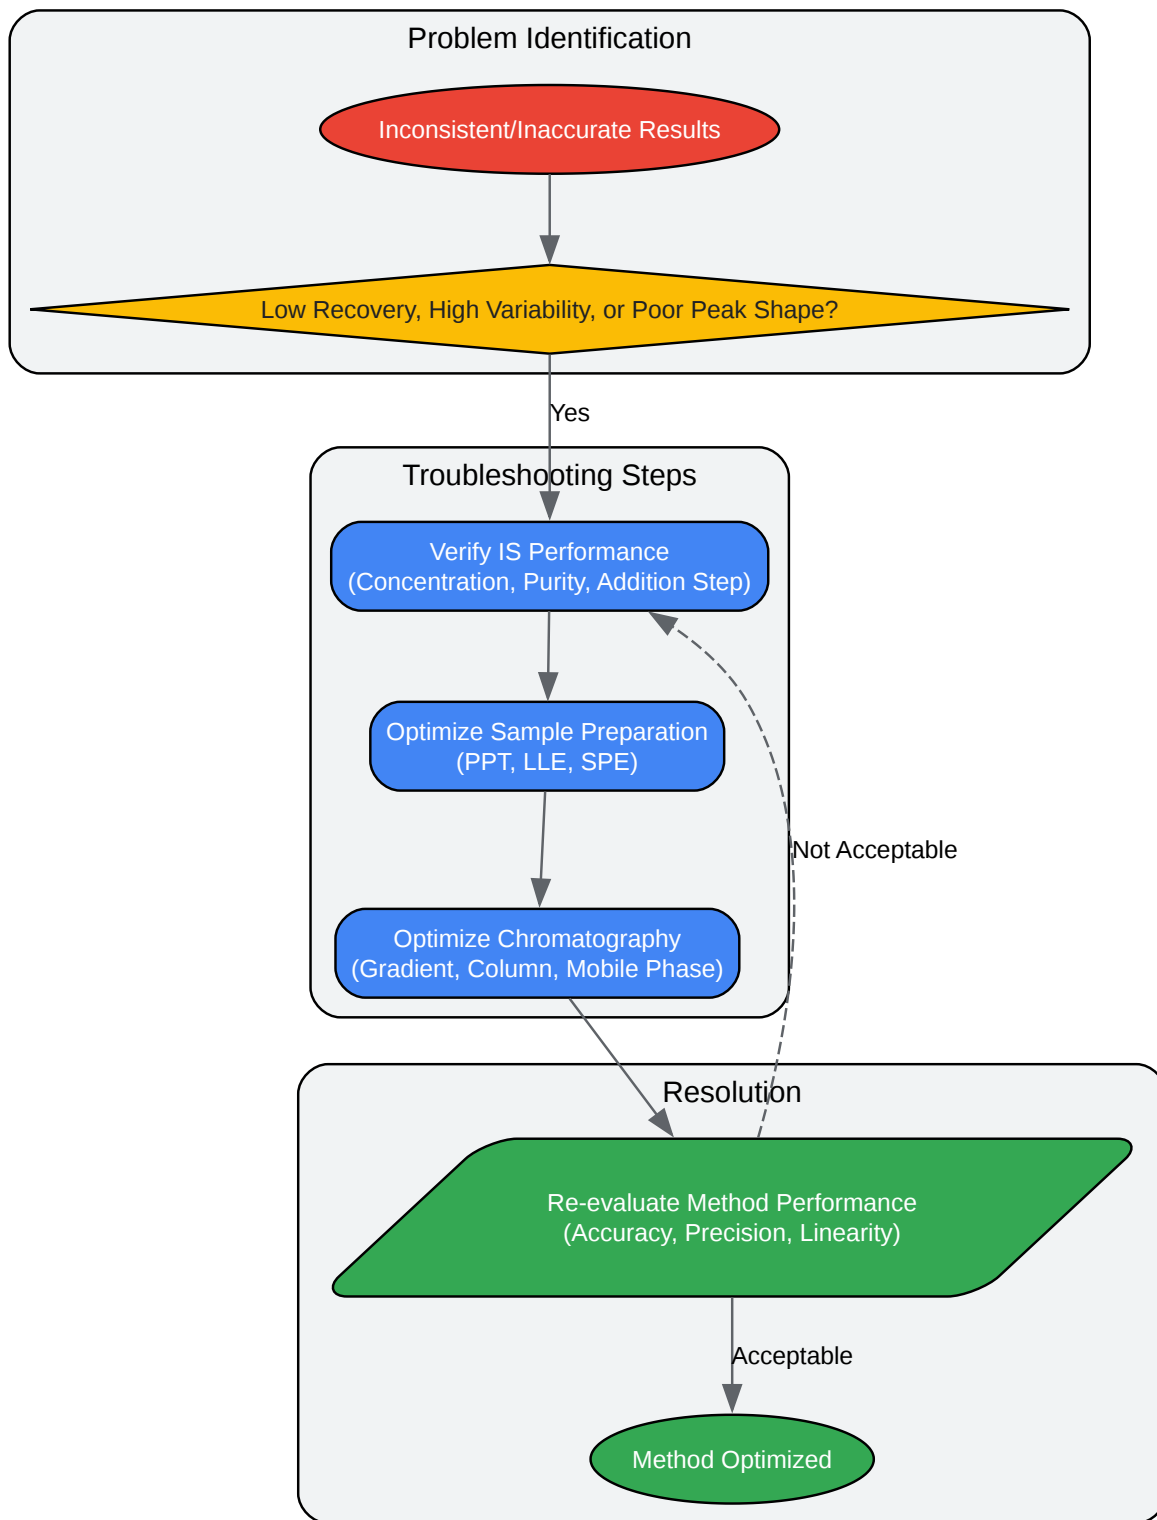 Problem Identification
Inconsistent/Inaccurate Results
Low Recovery, High Variability, or Poor Peak Shape?
Yes
Troubleshooting Steps
Verify IS Performance
(Concentration, Purity, Addition Step)
Optimize Sample Preparation
(PPT, LLE, SPE)
Not Acceptable
Optimize Chromatography
(Gradient, Column, Mobile Phase)
Resolution
Re-evaluate Method Performance
(Accuracy, Precision, Linearity)
Acceptable
Method Optimized